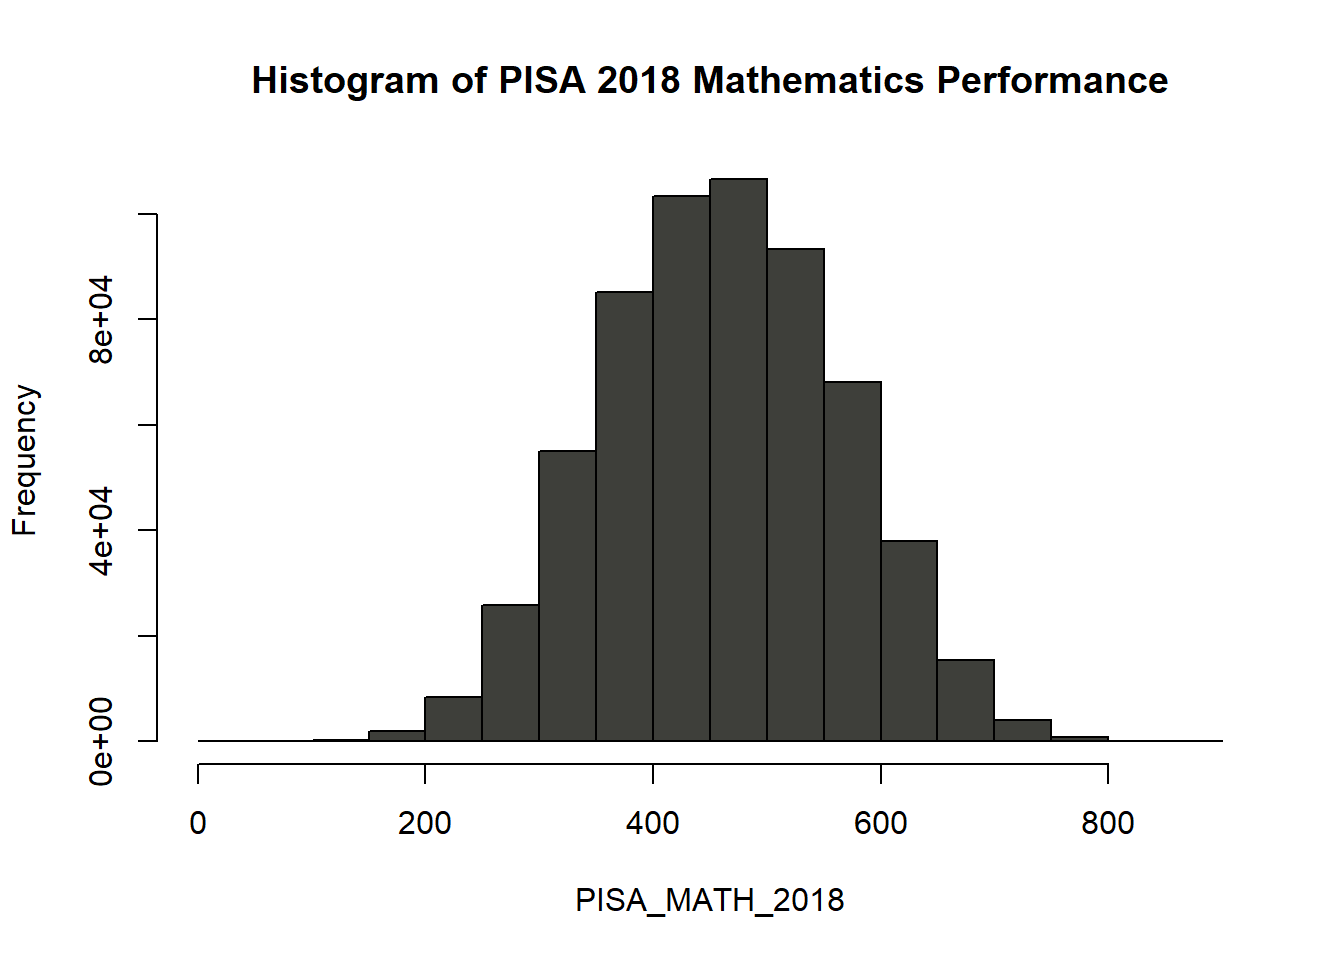 Histogram of PISA 2018 Mathematics Performance
Frequency
8e+04
4e+04
0e+00
0 200 400 600 800
PISA_MATH_2018